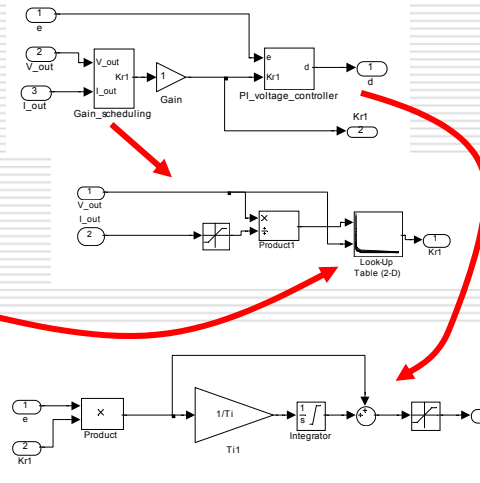 1
e
2
V_out
3
I_out
V_out
Kr1
I_out
Gain_scheduling
1
Gain
e
d
Kr1
PI_voltage_controller
1
d
Kr1
2
1
V_out
I_out
2
×
÷
Product1
Look-Up
Table (2-D)
1
Kr1
1
e
2
Kr1
×
Product
1/Ti
Ti1
1
s
Integrator
+
+